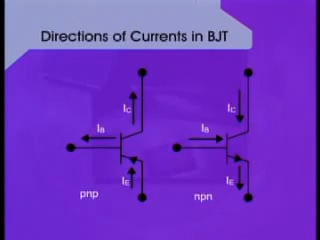 Directions of Currents in BJT
IC
IC
IB
IB
IE
IE
pnp
npn